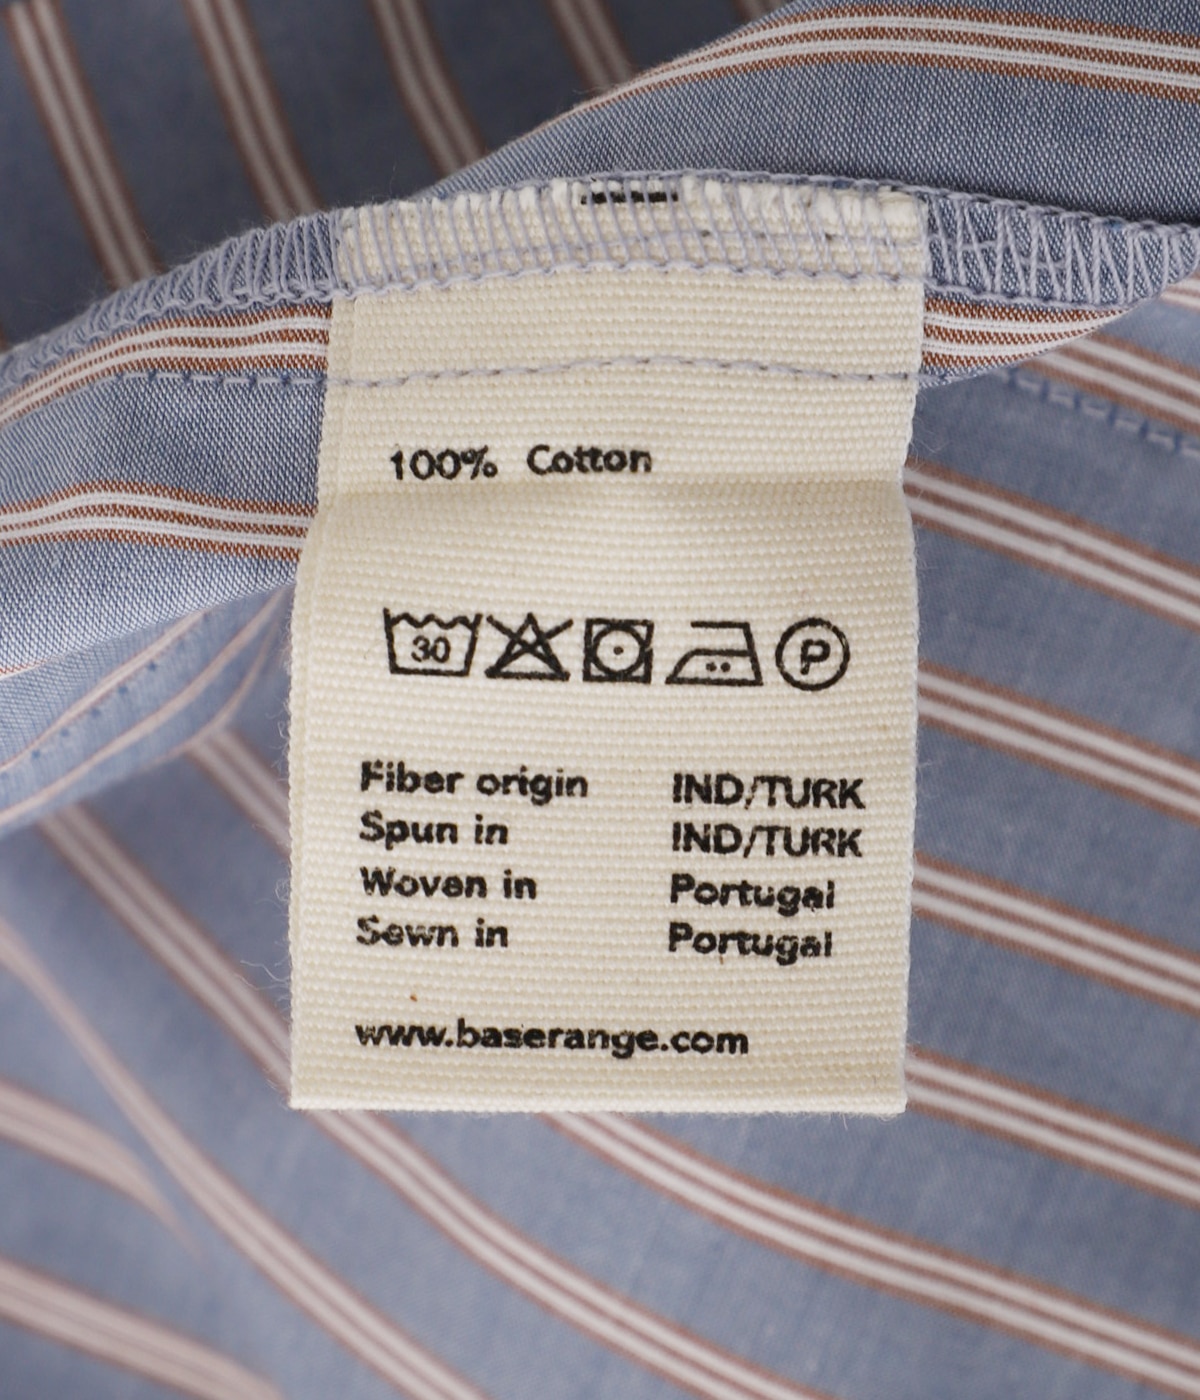 100% Cotton
30 P
Fiber origin IND/TURK
Spun in IND/TURK
Woven in Portugal
Sewn in Portugal
www.baserange.com